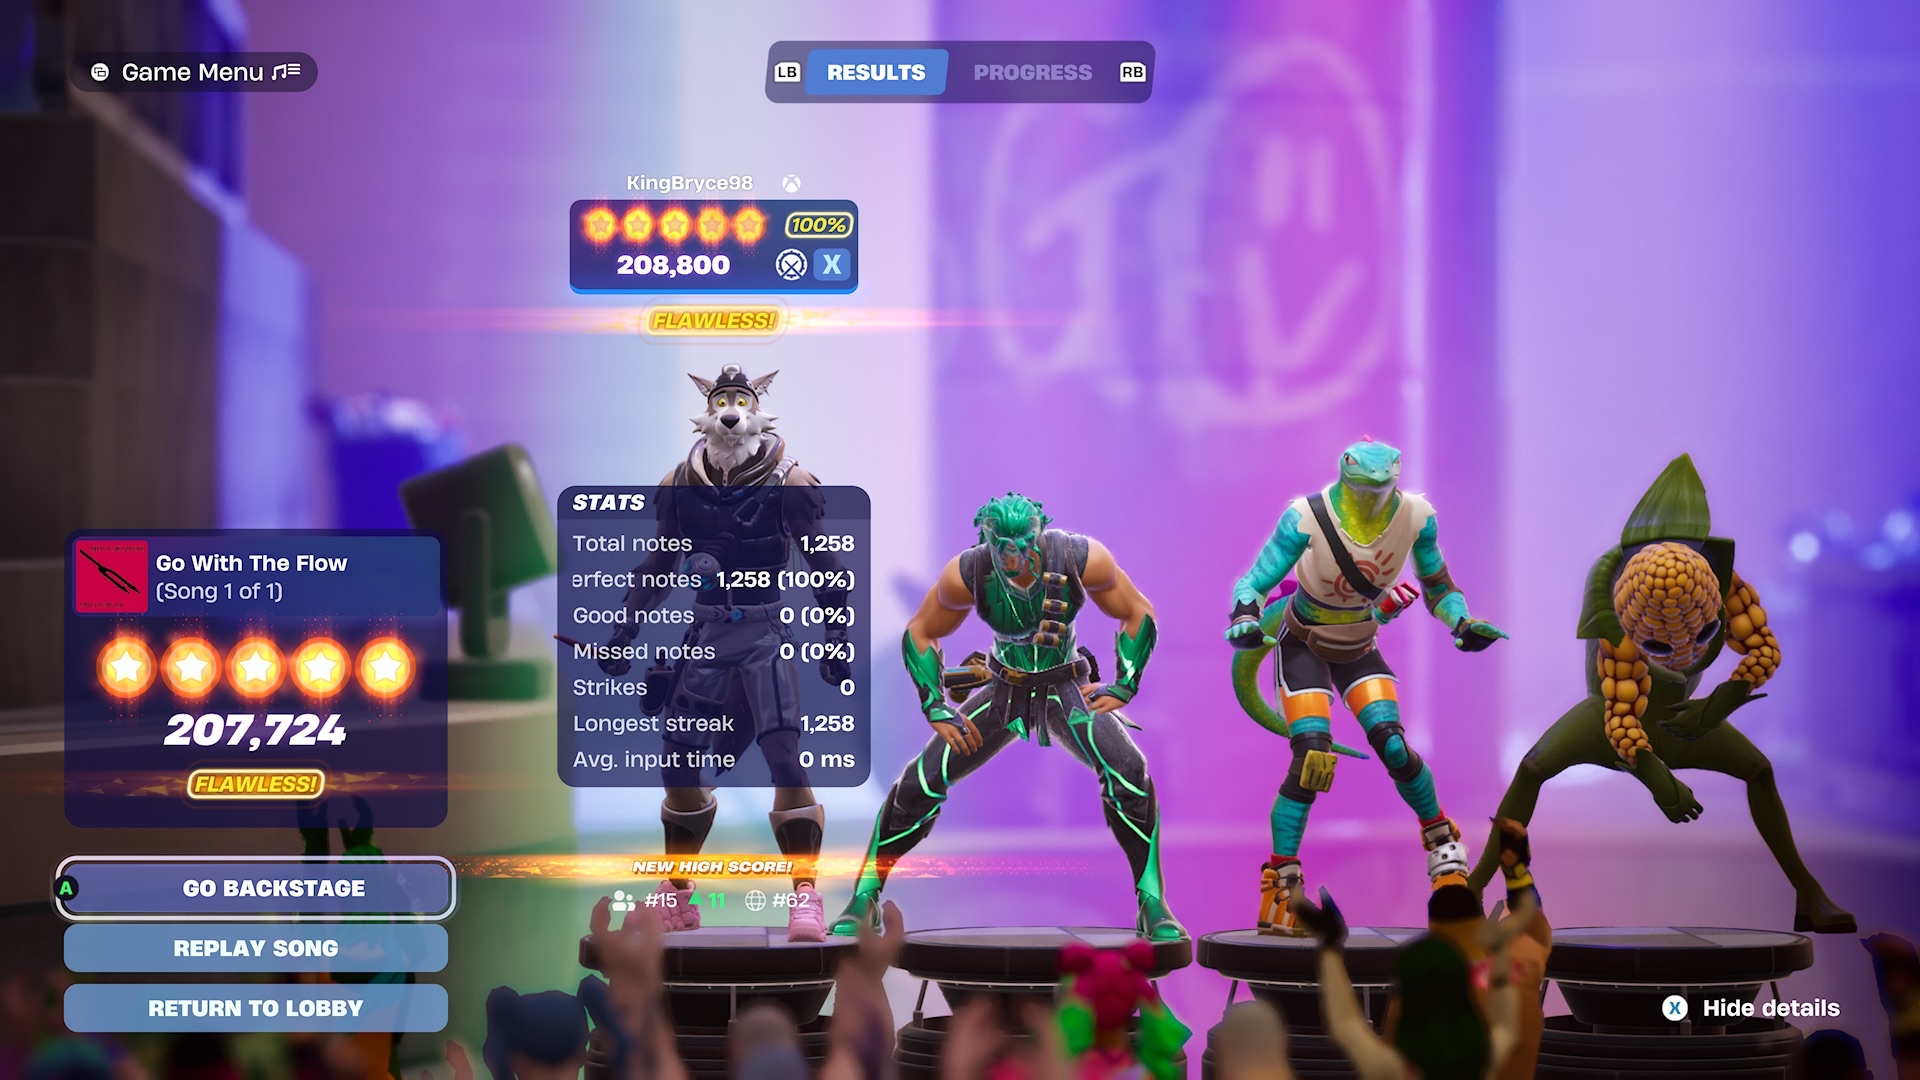 Game Menu
LB RESULTS PROGRESS RB
KingBryce98
100%
208,800 X
FLAWLESS!
STATS
Total notes 1,258
erfect notes 1,258 (100%)
Good notes 0 (0%)
Missed notes 0 (0%)
Strikes 0
Longest streak 1,258
Avg. input time 0 ms
Go With The Flow
(Song 1 of 1)
207,724
FLAWLESS!
NEW HIGH SCORE!
#15 11 #62
A GO BACKSTAGE
REPLAY SONG
RETURN TO LOBBY
X Hide details